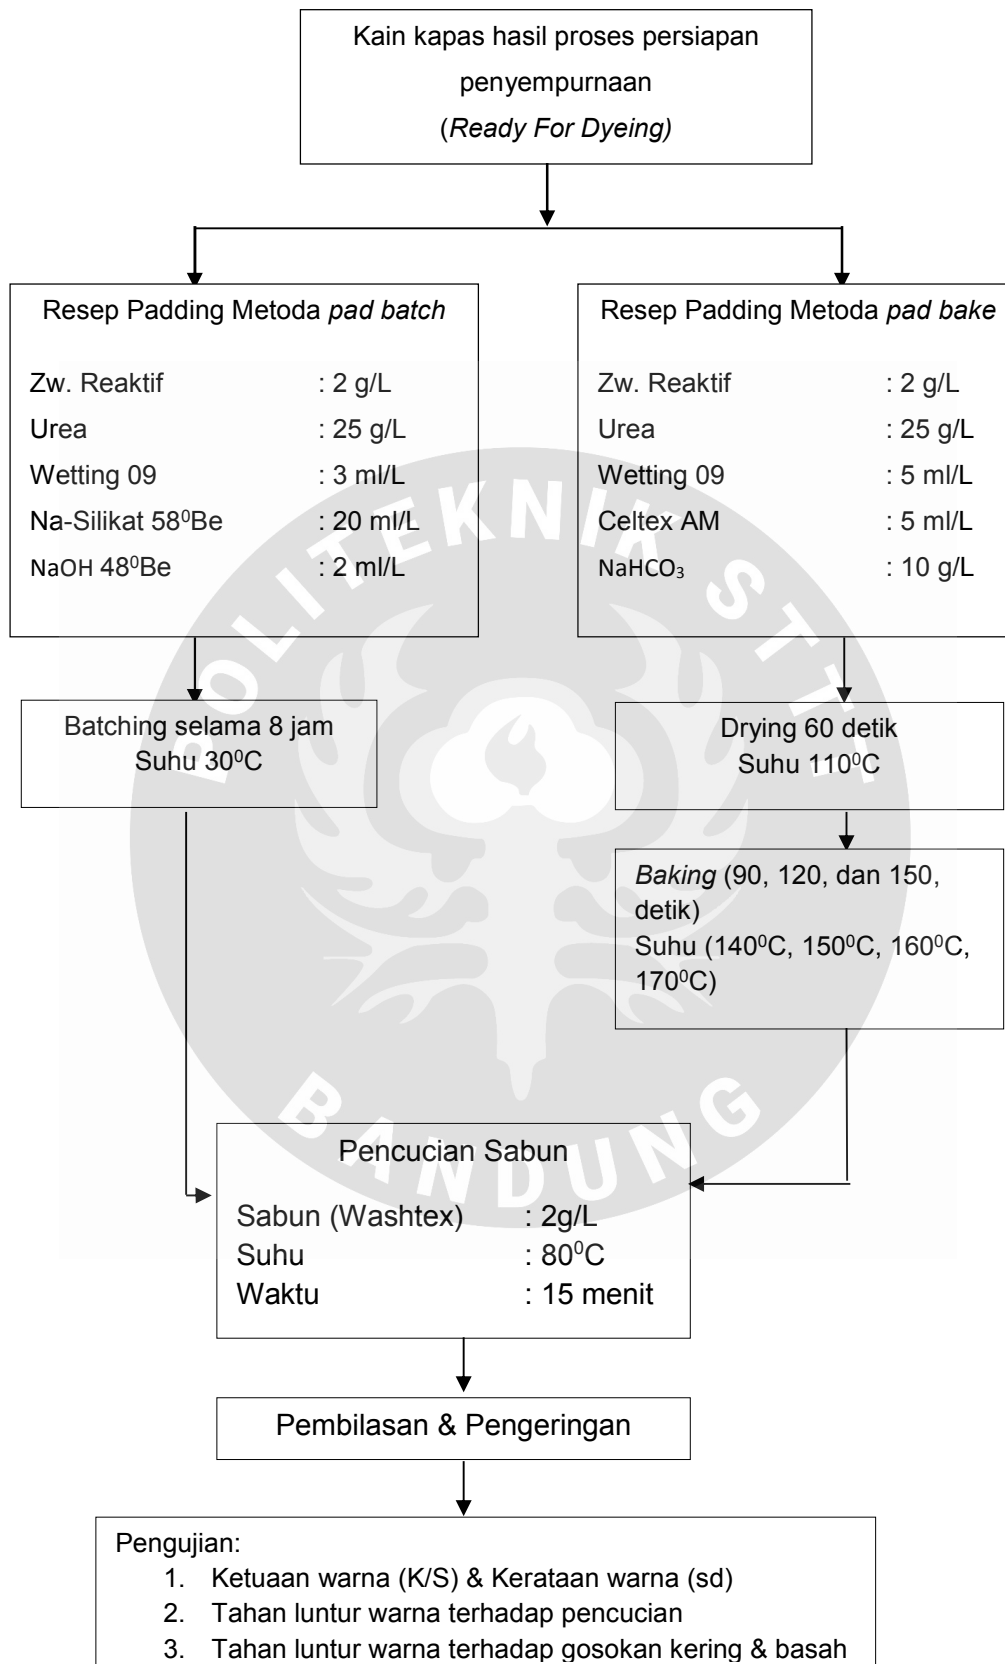 Kain kapas hasil proses persiapan
penyempurnaan
(Ready For Dyeing)
Resep Padding Metoda pad batch
Zw. Reaktif : 2 g/L
Urea : 25 g/L
Wetting 09 : 3 ml/L
Na-Silikat 58⁰Be : 20 ml/L
NaOH 48⁰Be : 2 ml/L
Resep Padding Metoda pad bake
Zw. Reaktif : 2 g/L
Urea : 25 g/L
Wetting 09 : 5 ml/L
Celtex AM : 5 ml/L
NaHCO₃ : 10 g/L
Batching selama 8 jam
Suhu 30⁰C
Drying 60 detik
Suhu 110⁰C
Baking (90, 120, dan 150,
detik)
Suhu (140⁰C, 150⁰C, 160⁰C,
170⁰C)
Pencucian Sabun
Sabun (Washtex) : 2g/L
Suhu : 80⁰C
Waktu : 15 menit
Pembilasan & Pengeringan
Pengujian:
1. Ketuaan warna (K/S) & Kerataan warna (sd)
2. Tahan luntur warna terhadap pencucian
3. Tahan luntur warna terhadap gosokan kering & basah
POLITEKNIK STTT
BANDUNG